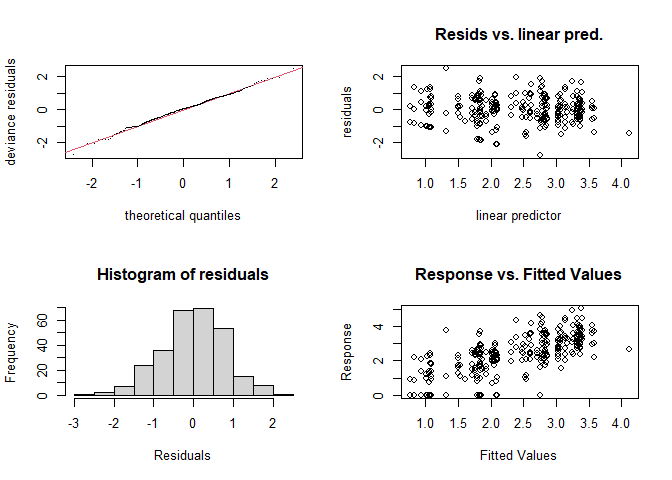 deviance residuals
2
0
-2
-2 -1 0 1 2
theoretical quantiles
Resids vs. linear pred.
residuals
2
0
-2
1.0 1.5 2.0 2.5 3.0 3.5 4.0
linear predictor
Histogram of residuals
Frequency
60
40
20
0
-3 -2 -1 0 1 2
Residuals
Response vs. Fitted Values
Response
4
2
0
1.0 1.5 2.0 2.5 3.0 3.5 4.0
Fitted Values